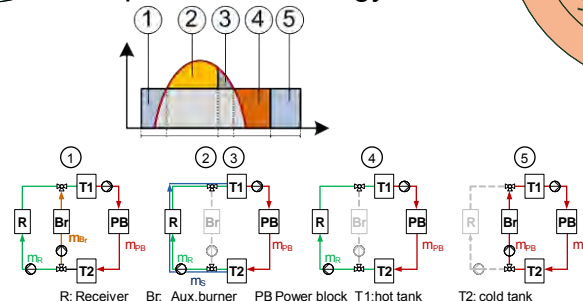 1 2 3 4 5
1 2 3 4 5
T1 T1 T1 T1
R Br PB R Br PB R Br PB R Br PB
mBr
mPB mPB mPB mPB
mR mR mR mR
T2 T2 T2 T2
mS
R: Receiver Br: Aux.burner PB Power block T1:hot tank T2: cold tank